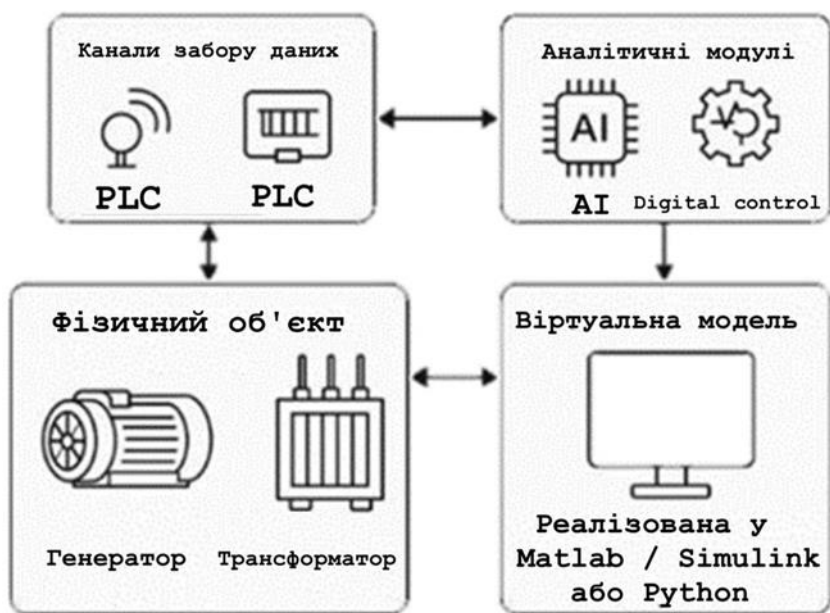 Канали забору даних
PLC
PLC
Аналітичні модулі
AI
AI
Digital control
Фізичний об'єкт
Генератор
Трансформатор
Віртуальна модель
Реалізована у
Matlab / Simulink
або Python